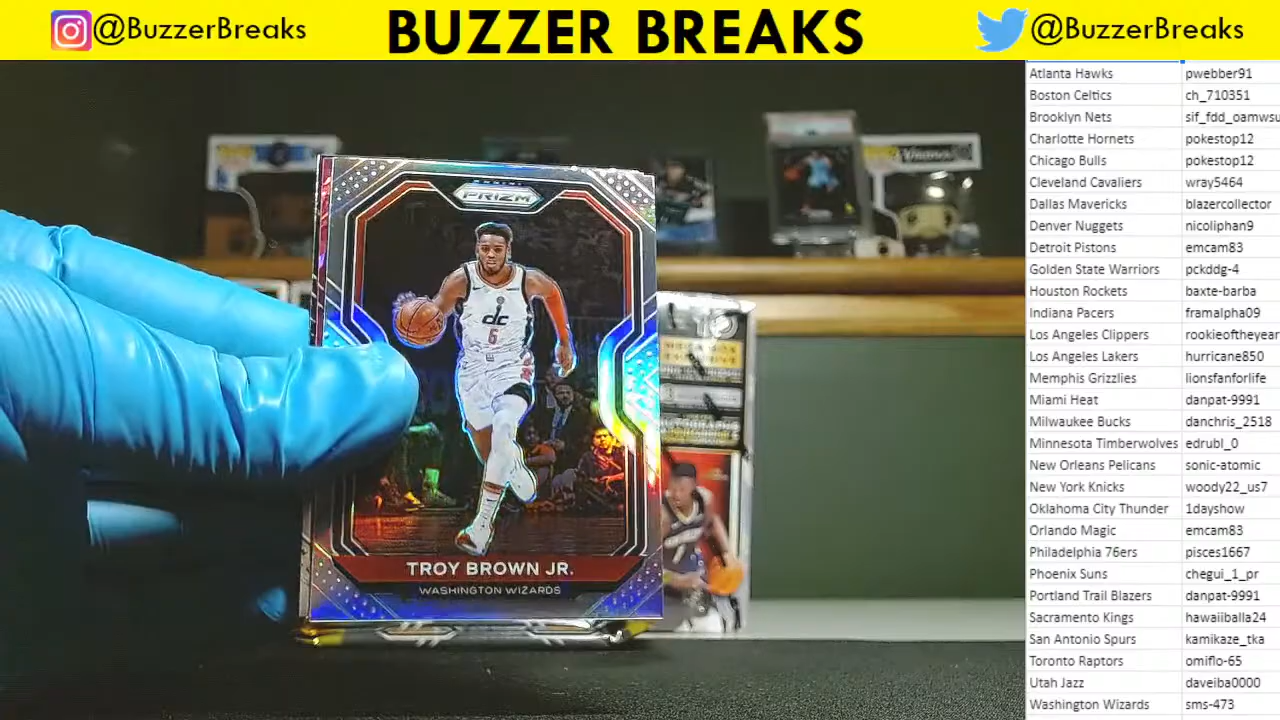 @BuzzerBreaks
BUZZER BREAKS
@BuzzerBreaks
Atlanta Hawks pwebber91
Boston Celtics ch_710351
Brooklyn Nets sif_fdd_oamwsu
Charlotte Hornets pokestop12
Chicago Bulls pokestop12
Cleveland Cavaliers wray5464
Dallas Mavericks blazercollector
Denver Nuggets nicoliphan9
Detroit Pistons emcam83
Golden State Warriors pckddg-4
Houston Rockets baxte-barba
Indiana Pacers framalpha09
Los Angeles Clippers rookieoftheyear
Los Angeles Lakers hurricane850
Memphis Grizzlies lionsfanforlife
Miami Heat danpat-9991
Milwaukee Bucks danchris_2518
Minnesota Timberwolves edrubl_0
New Orleans Pelicans sonic-atomic
New York Knicks woody22_us7
Oklahoma City Thunder 1dayshow
Orlando Magic emcam83
Philadelphia 76ers pisces1667
Phoenix Suns chegui_1_pr
Portland Trail Blazers danpat-9991
Sacramento Kings hawaiiballa24
San Antonio Spurs kamikaze_tka
Toronto Raptors omiflo-65
Utah Jazz daveiba0000
Washington Wizards sms-473
PANINI
PRIZM
dc
6
TROY BROWN JR.
WASHINGTON WIZARDS